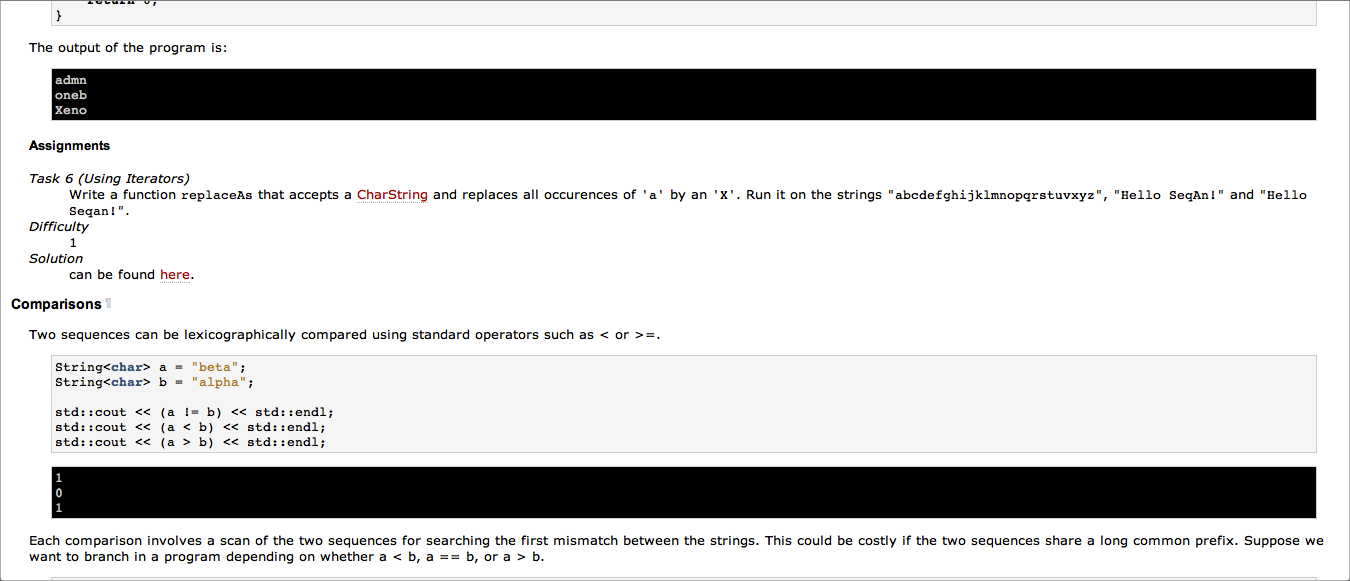 }
The output of the program is:
admn
oneb
Xeno
Assignments
Task 6 (Using Iterators)
Write a function replaceAs that accepts a CharString and replaces all occurences of 'a' by an 'X'. Run it on the strings "abcdefghijklmnopqrstuvxyz", "Hello SeqAn!" and "Hello
Seqan!".
Difficulty
1
Solution
can be found here.
Comparisons ¶
Two sequences can be lexicographically compared using standard operators such as < or >=.
String<char> a = "beta";
String<char> b = "alpha";
std::cout << (a != b) << std::endl;
std::cout << (a < b) << std::endl;
std::cout << (a > b) << std::endl;
1
0
1
Each comparison involves a scan of the two sequences for searching the first mismatch between the strings. This could be costly if the two sequences share a long common prefix. Suppose we
want to branch in a program depending on whether a < b, a == b, or a > b.